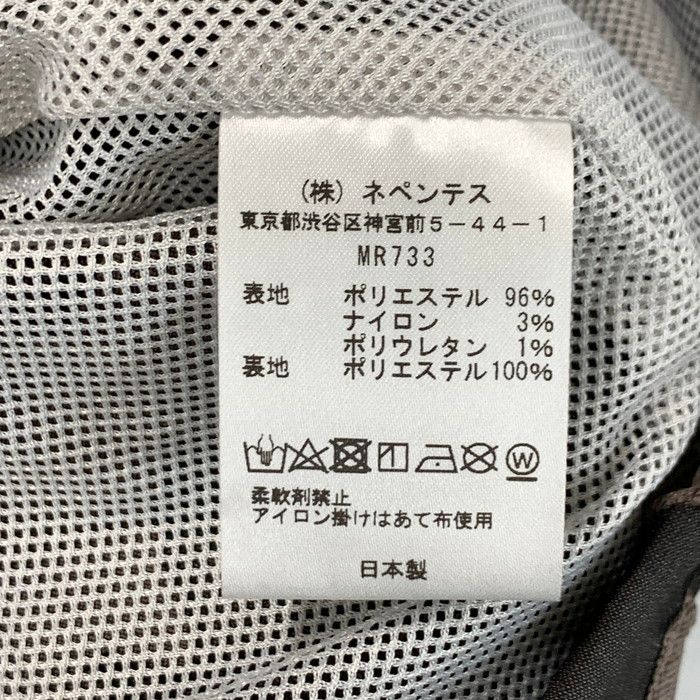 （株）ネペンテス
東京都渋谷区神宮前5－44－1
MR733
表地 ポリエステル 96%
ナイロン 3%
ポリウレタン 1%
裏地 ポリエステル100%
W
柔軟剤禁止
アイロン掛けはあて布使用
日本製